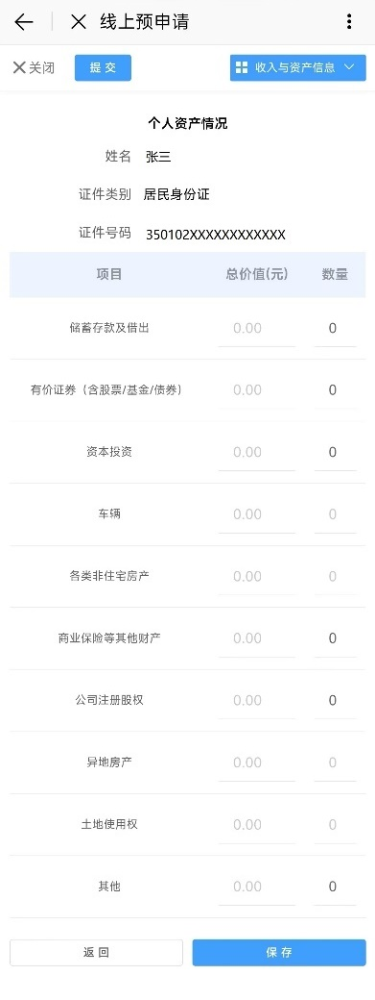 线上预申请
关闭 提交 收入与资产信息
个人资产情况
姓名 张三
证件类别 居民身份证
证件号码 350102XXXXXXXXXXXX
项目 总价值(元) 数量
储蓄存款及借出 0.00 0
有价证券（含股票/基金/债券） 0.00 0
资本投资 0.00 0
车辆 0.00 0
各类非住宅房产 0.00 0
商业保险等其他财产 0.00 0
公司注册股权 0.00 0
异地房产 0.00 0
土地使用权 0.00 0
其他 0.00 0
返回 保存